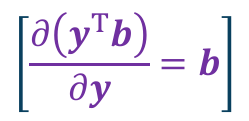 [∂(yᵀb)/∂y = b]